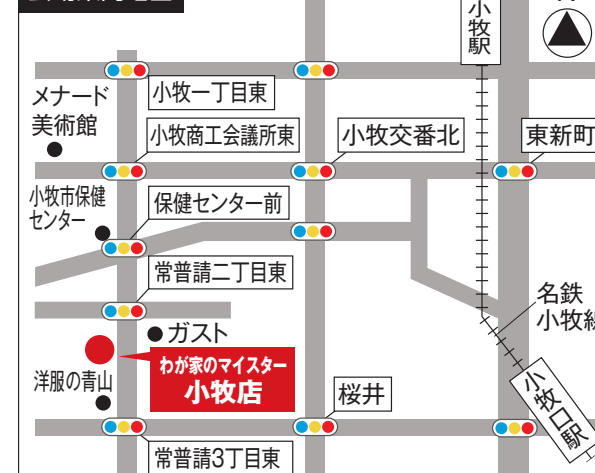 小牧駅
小牧一丁目東
メナード
美術館
小牧商工会議所東
小牧交番北
東新町
小牧市保健
センター
保健センター前
常普請二丁目東
名鉄
小牧線
ガスト
わが家のマイスター
小牧店
洋服の青山
桜井
小牧口駅
常普請3丁目東